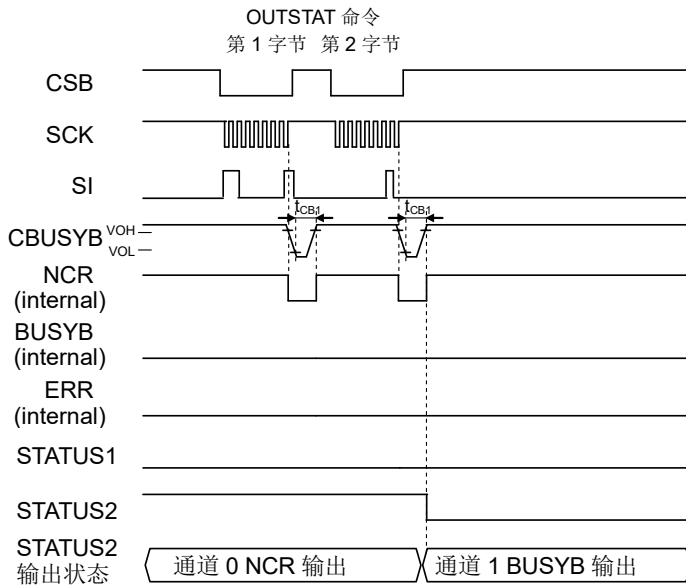 OUTSTAT 命令
第 1 字节 第 2 字节
CSB
SCK
SI
tCB1 tCB1
CBUSYB VOH
VOL
NCR
(internal)
BUSYB
(internal)
ERR
(internal)
STATUS1
STATUS2
STATUS2
输出状态
通道 0 NCR 输出 通道 1 BUSYB 输出